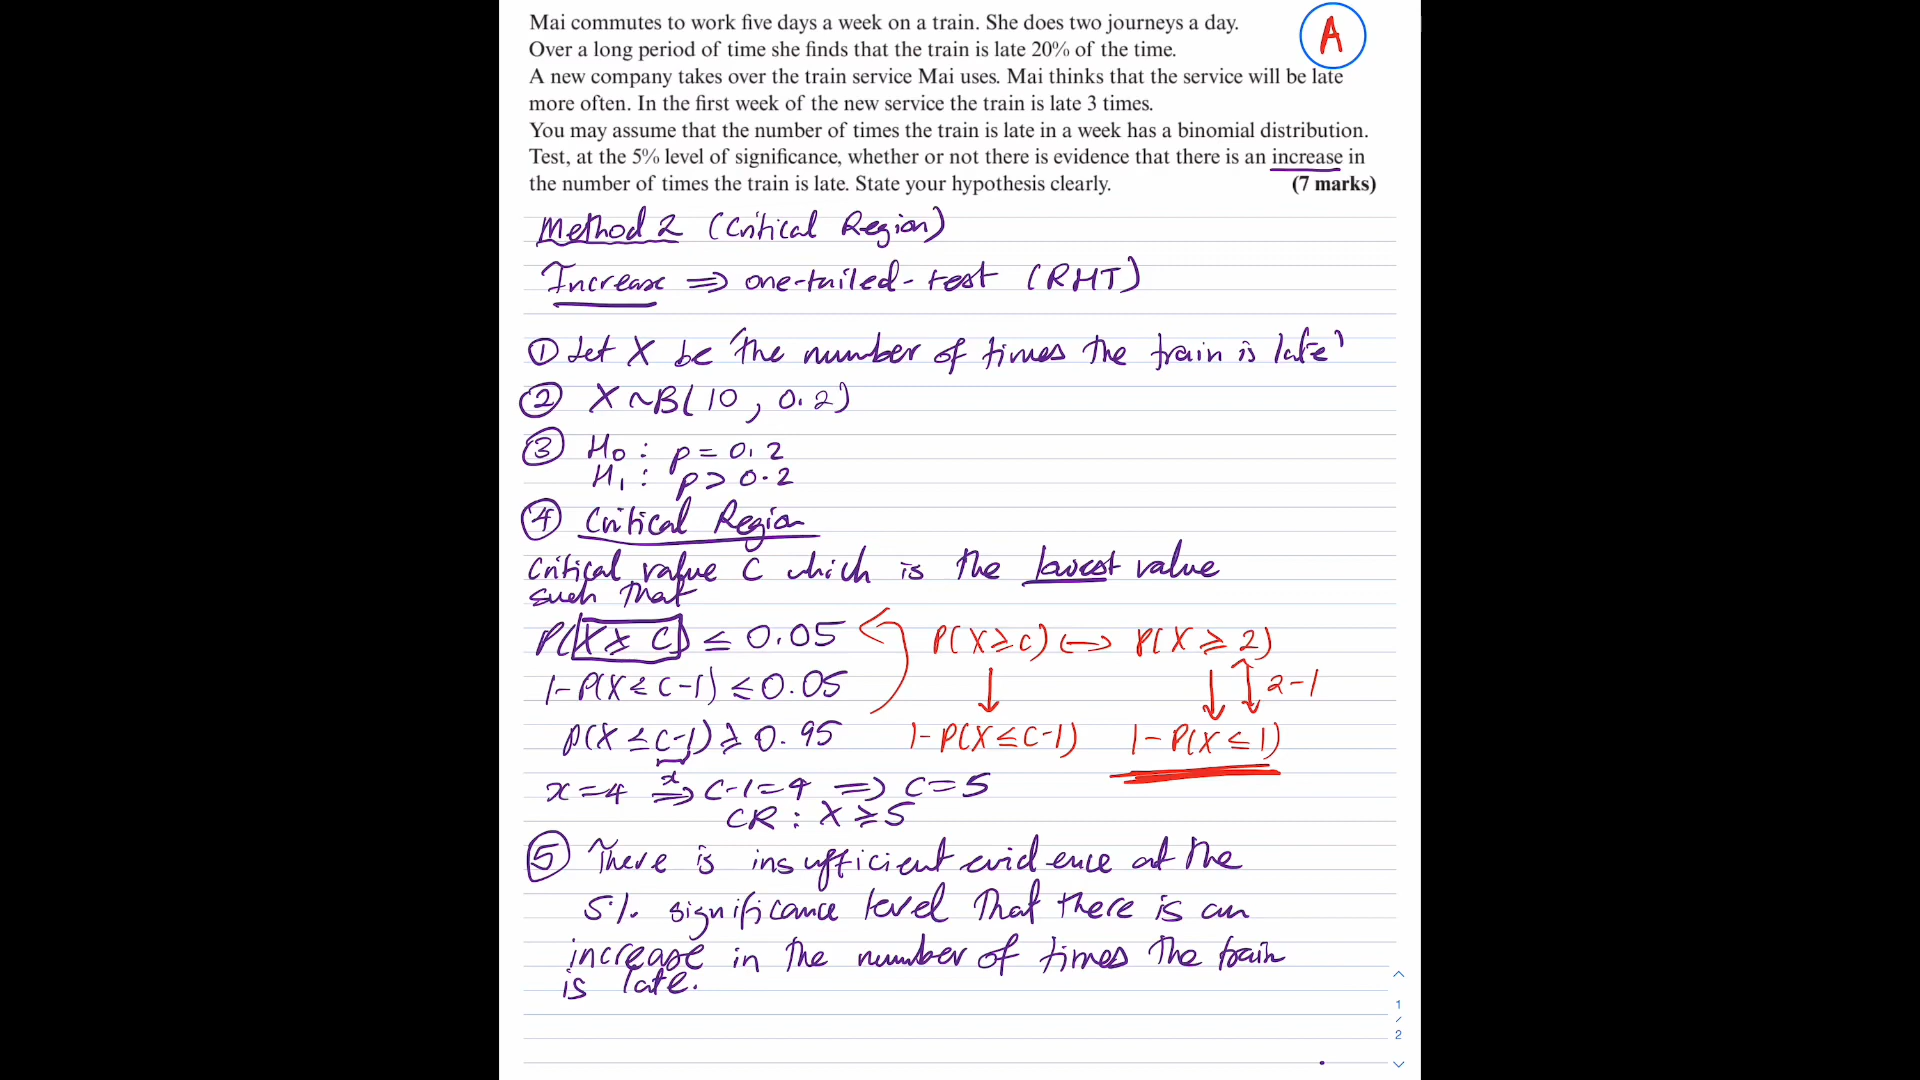 Mai commutes to work five days a week on a train. She does two journeys a day.
A
Over a long period of time she finds that the train is late 20% of the time.
A new company takes over the train service Mai uses. Mai thinks that the service will be late
more often. In the first week of the new service the train is late 3 times.
You may assume that the number of times the train is late in a week has a binomial distribution.
Test, at the 5% level of significance, whether or not there is evidence that there is an increase in
the number of times the train is late. State your hypothesis clearly. (7 marks)
Method 2 (Critical Region)
Increase ⇒ one-tailed-test (RHT)
① Let X be 'the number of times the train is late'
② X ~ B(10, 0.2)
③ H₀ : p = 0.2
H₁ : p > 0.2
④ Critical Region
Critical value C which is the lowest value
such that
P(X ≥ C) ≤ 0.05 P(X ≥ C) ↔ P(X ≥ 2)
1 - P(X ≤ C-1) ≤ 0.05 ↓ ↓ ↕ 2-1
P(X ≤ C-1) ≥ 0.95 1 - P(X ≤ C-1) 1 - P(X ≤ 1)
x
x = 4 ⇒ C-1 = 4 ⇒ C = 5
CR : X ≥ 5
⑤ There is insufficient evidence at the
5% significance level that there is an
increase in the number of times the train
is late.
1
/
2